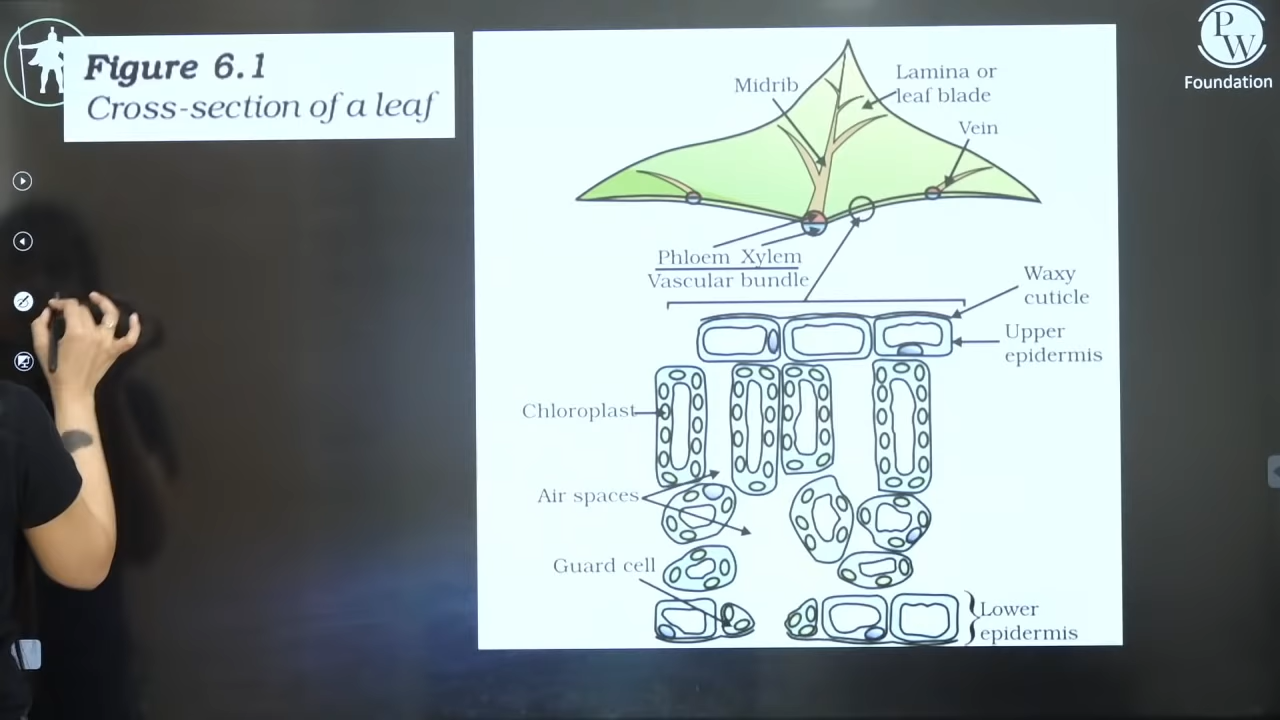 Figure 6.1
Cross-section of a leaf
PW
Foundation
Midrib
Lamina or
leaf blade
Vein
Phloem Xylem
Vascular bundle
Waxy
cuticle
Upper
epidermis
Chloroplast
Air spaces
Guard cell
Lower
epidermis